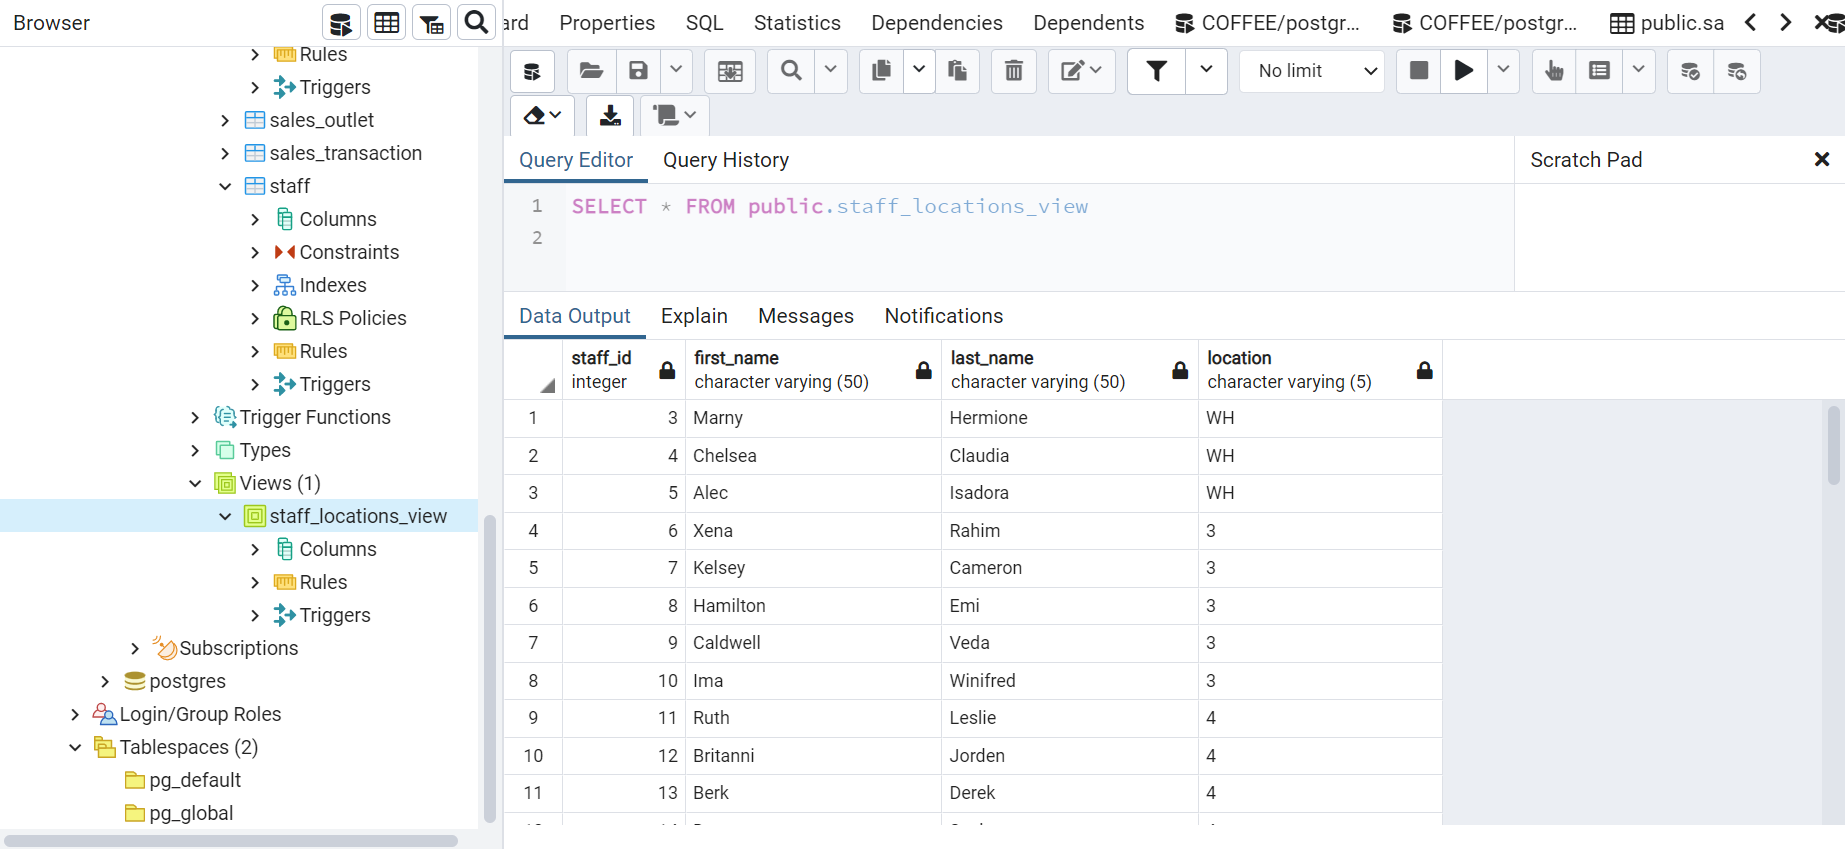 Browser
Rules
Triggers
sales_outlet
sales_transaction
staff
Columns
Constraints
Indexes
RLS Policies
Rules
Triggers
Trigger Functions
Types
Views (1)
staff_locations_view
Columns
Rules
Triggers
Subscriptions
postgres
Login/Group Roles
Tablespaces (2)
pg_default
pg_global
ard Properties SQL Statistics Dependencies Dependents COFFEE/postgr... COFFEE/postgr... public.sa
No limit
Query Editor Query History
Scratch Pad
1 SELECT * FROM public.staff_locations_view
2
Data Output Explain Messages Notifications
staff_id first_name last_name location
integer character varying (50) character varying (50) character varying (5)
1 3 Marny Hermione WH
2 4 Chelsea Claudia WH
3 5 Alec Isadora WH
4 6 Xena Rahim 3
5 7 Kelsey Cameron 3
6 8 Hamilton Emi 3
7 9 Caldwell Veda 3
8 10 Ima Winifred 3
9 11 Ruth Leslie 4
10 12 Britanni Jorden 4
11 13 Berk Derek 4